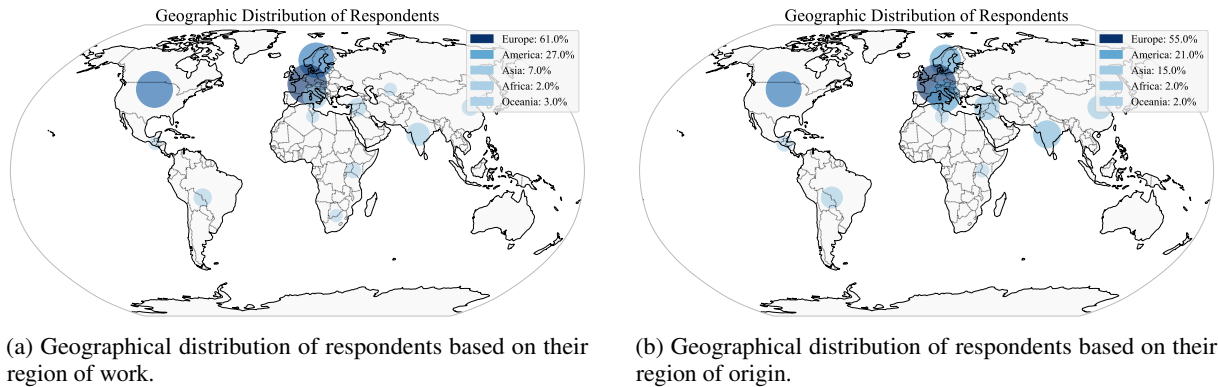 Geographic Distribution of Respondents
Europe: 61.0%
America: 27.0%
Asia: 7.0%
Africa: 2.0%
Oceania: 3.0%
(a) Geographical distribution of respondents based on their
region of work.
Geographic Distribution of Respondents
Europe: 55.0%
America: 21.0%
Asia: 15.0%
Africa: 2.0%
Oceania: 2.0%
(b) Geographical distribution of respondents based on their
region of origin.